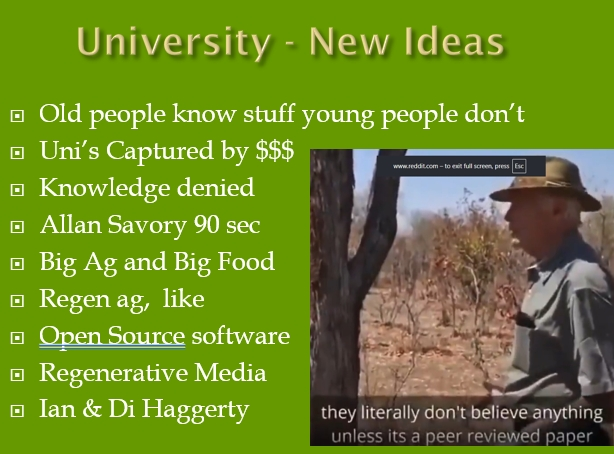 University - New Ideas
Old people know stuff young people don't
Uni's Captured by $$$
Knowledge denied
Allan Savory 90 sec
Big Ag and Big Food
Regen ag,  like
Open Source software
Regenerative Media
Ian & Di Haggerty
www.reddit.com – to exit full screen, press Esc
they literally don't believe anything
unless its a peer reviewed paper